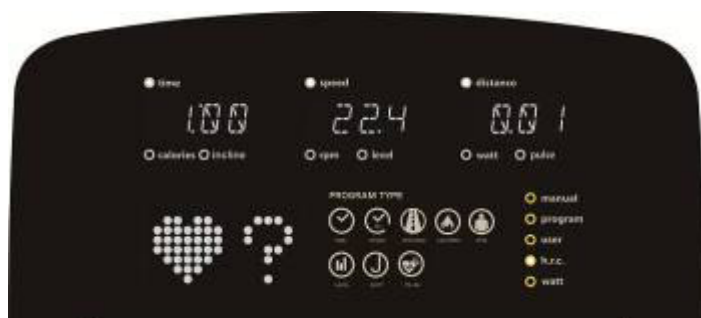 time speed distance
1:00 22.4 0.01
calories incline rpm load watt pulse
PROGRAM TYPE
manual
program
user
h.r.c.
watt